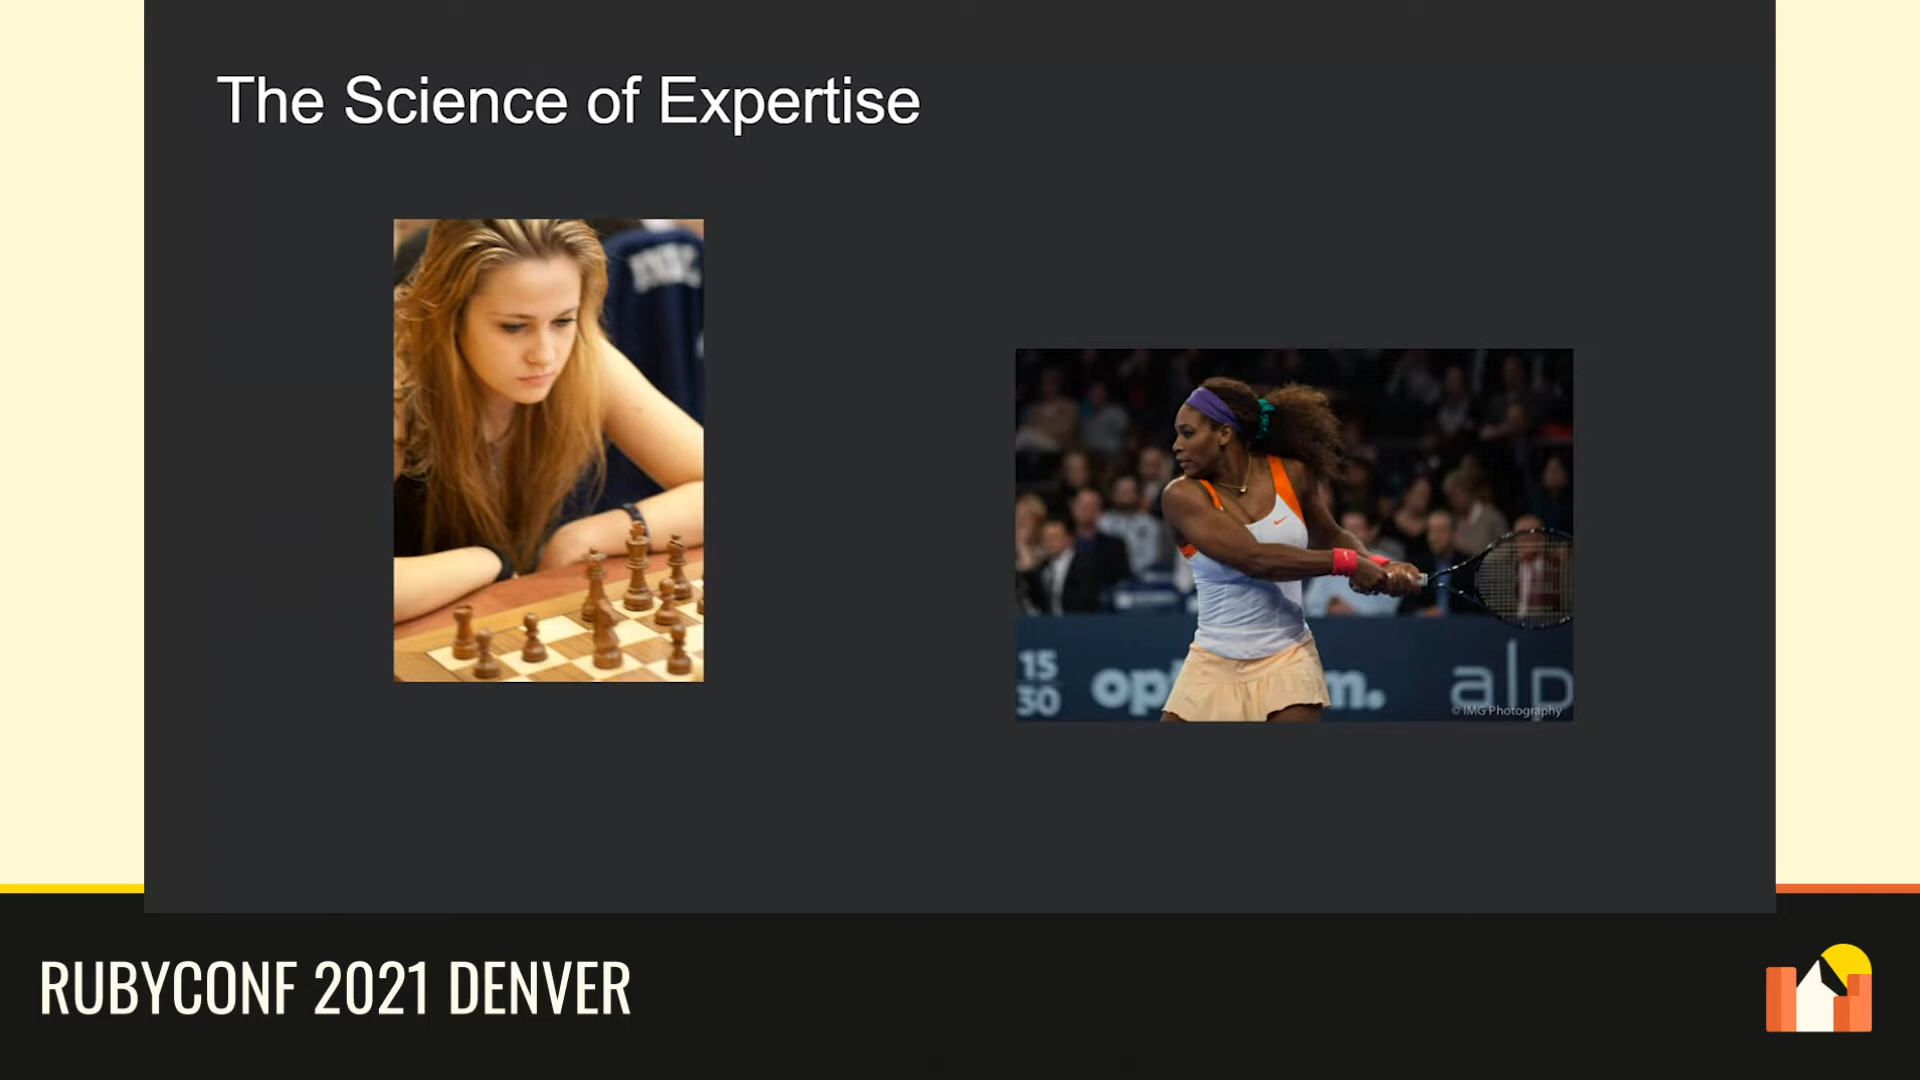 The Science of Expertise
15
30
op
m.
alp
© IMG Photography
RUBYCONF 2021 DENVER